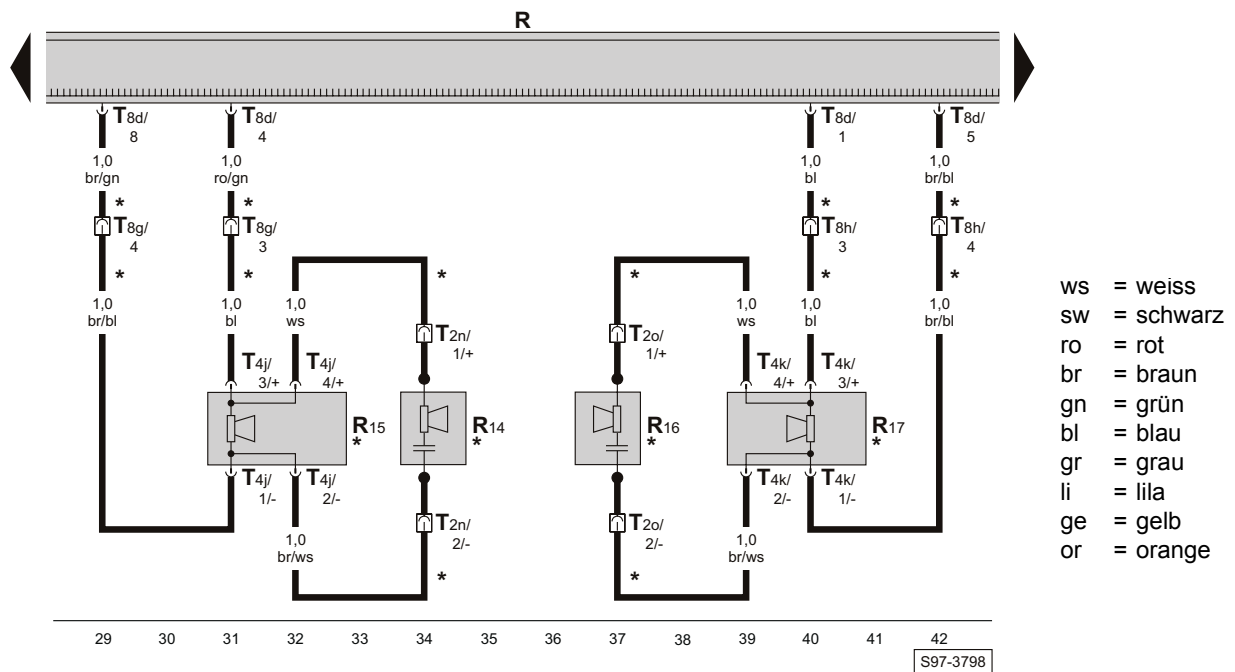 R
T8d/ 8
T8d/ 4
T8d/ 1
T8d/ 5
1,0 br/gn
1,0 ro/gn
1,0 bl
1,0 br/bl
* * * *
T8g/ 4
T8g/ 3
T8h/ 3
T8h/ 4
* * * * * *
1,0 br/bl
1,0 bl
1,0 ws
1,0 ws
1,0 bl
1,0 br/bl
T2n/ 1/+
T2o/ 1/+
T4j/ 3/+
T4j/ 4/+
T4k/ 4/+
T4k/ 3/+
R15 *
R14 *
R16 *
R17 *
T4j/ 1/-
T4j/ 2/-
T4k/ 2/-
T4k/ 1/-
T2n/ 2/-
T2o/ 2/-
1,0 br/ws
1,0 br/ws
* *
29 30 31 32 33 34 35 36 37 38 39 40 41 42
S97-3798
ws = weiss
sw = schwarz
ro = rot
br = braun
gn = grün
bl = blau
gr = grau
li = lila
ge = gelb
or = orange